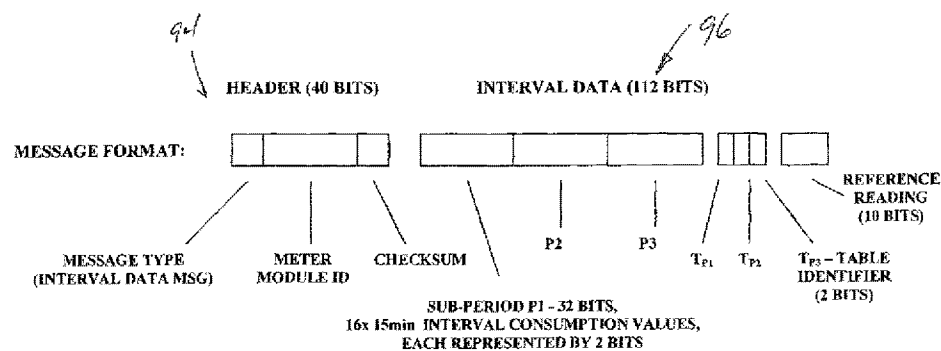 94
96
HEADER (40 BITS)
INTERVAL DATA (112 BITS)
MESSAGE FORMAT:
REFERENCE
READING
(10 BITS)
P2
P3
TP1
TP2
TP3 – TABLE
IDENTIFIER
(2 BITS)
MESSAGE TYPE
(INTERVAL DATA MSG)
METER
MODULE ID
CHECKSUM
SUB-PERIOD P1 - 32 BITS,
16x 15min INTERVAL CONSUMPTION VALUES,
EACH REPRESENTED BY 2 BITS